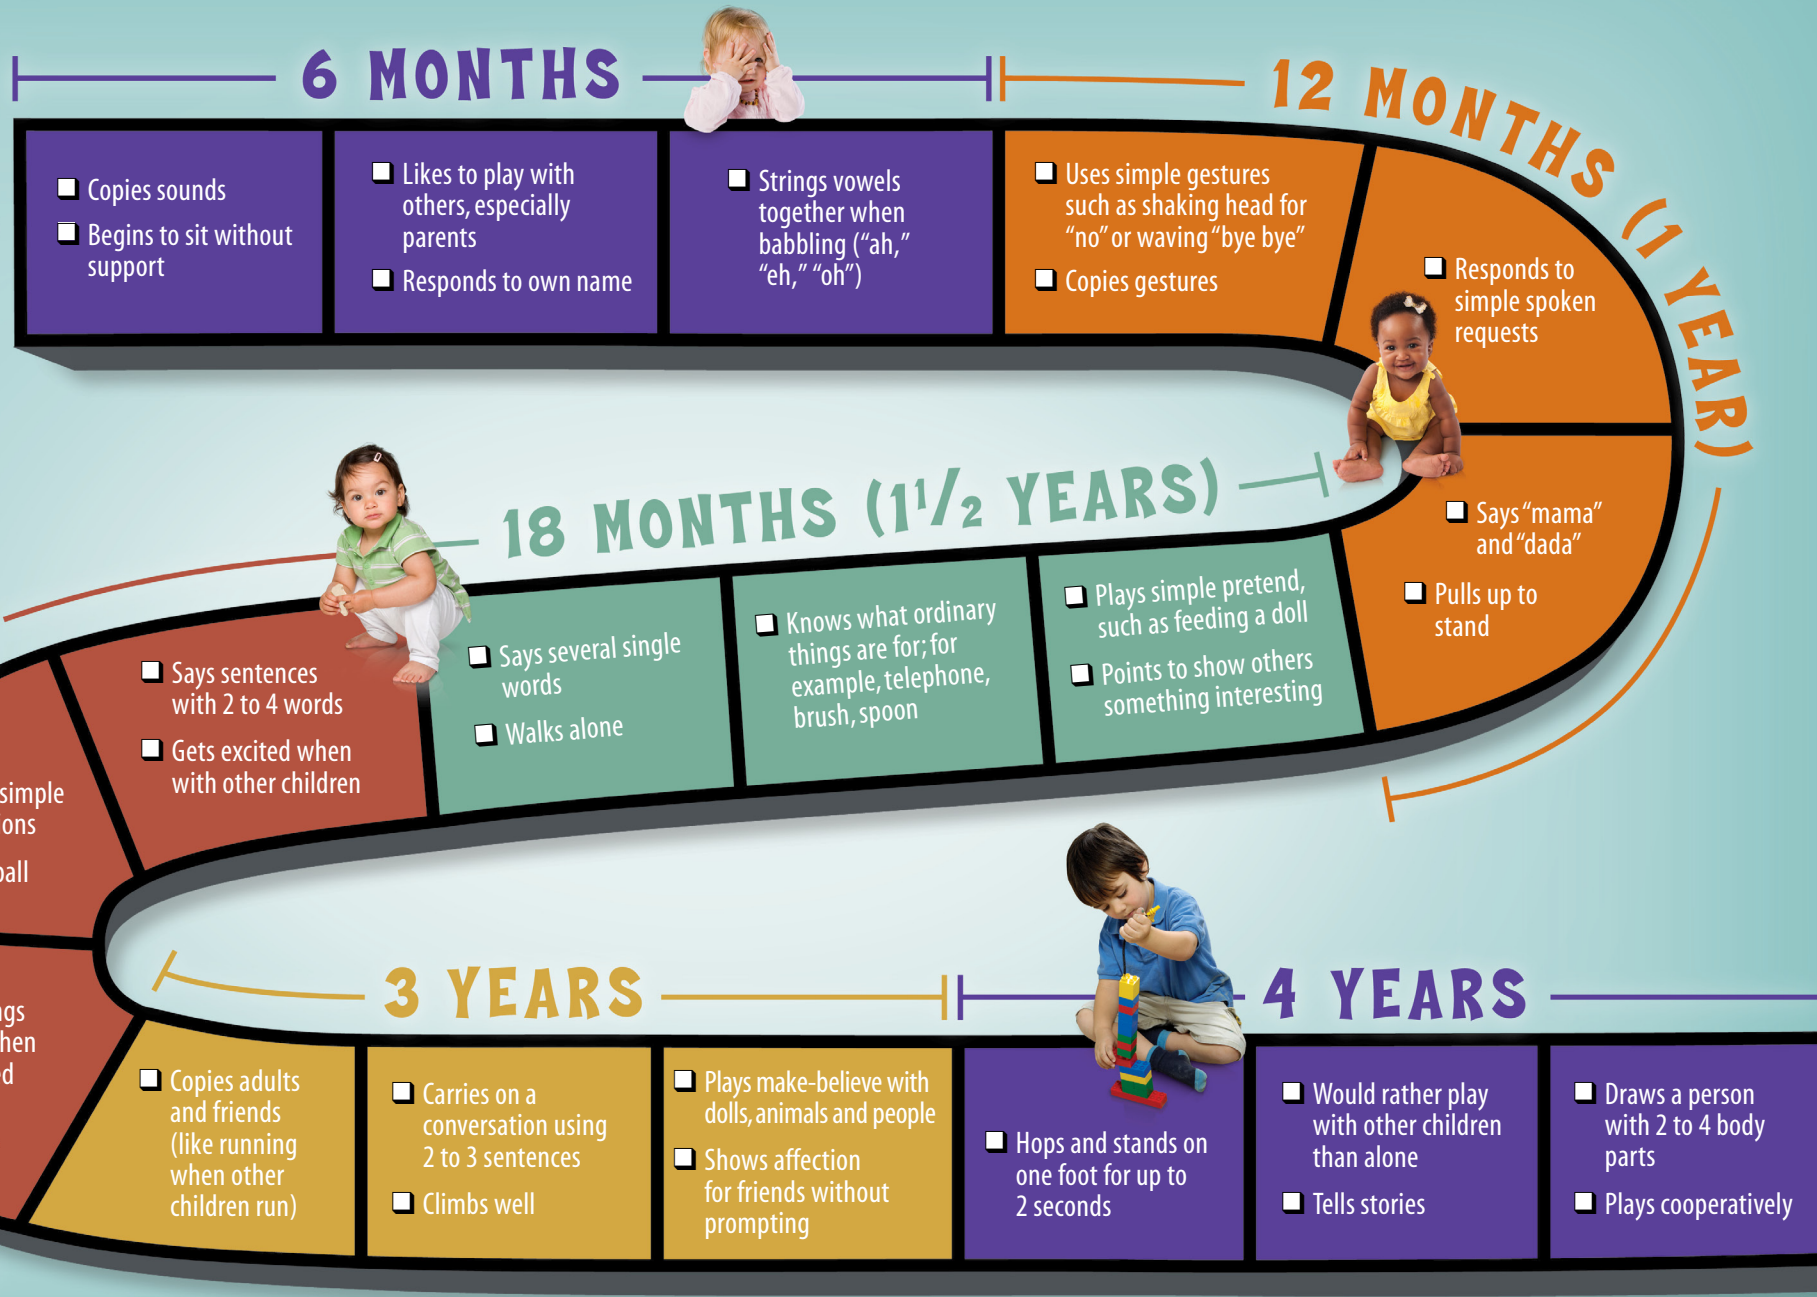 6 MONTHS
Copies sounds
Begins to sit without
support
Likes to play with
others, especially
parents
Responds to own name
Strings vowels
together when
babbling (“ah,”
“eh,” “oh”)
12 MONTHS (1 YEAR)
Uses simple gestures
such as shaking head for
“no” or waving “bye bye”
Copies gestures
Responds to
simple spoken
requests
Says “mama”
and “dada”
Pulls up to
stand
18 MONTHS (1 1/2 YEARS)
Plays simple pretend,
such as feeding a doll
Points to show others
something interesting
Knows what ordinary
things are for; for
example, telephone,
brush, spoon
Says several single
words
Walks alone
Says sentences
with 2 to 4 words
Gets excited when
with other children
simple
3 YEARS
Copies adults
and friends
(like running
when other
children run)
Carries on a
conversation using
2 to 3 sentences
Climbs well
Plays make-believe with
dolls, animals and people
Shows affection
for friends without
prompting
4 YEARS
Hops and stands on
one foot for up to
2 seconds
Would rather play
with other children
than alone
Tells stories
Draws a person
with 2 to 4 body
parts
Plays cooperatively